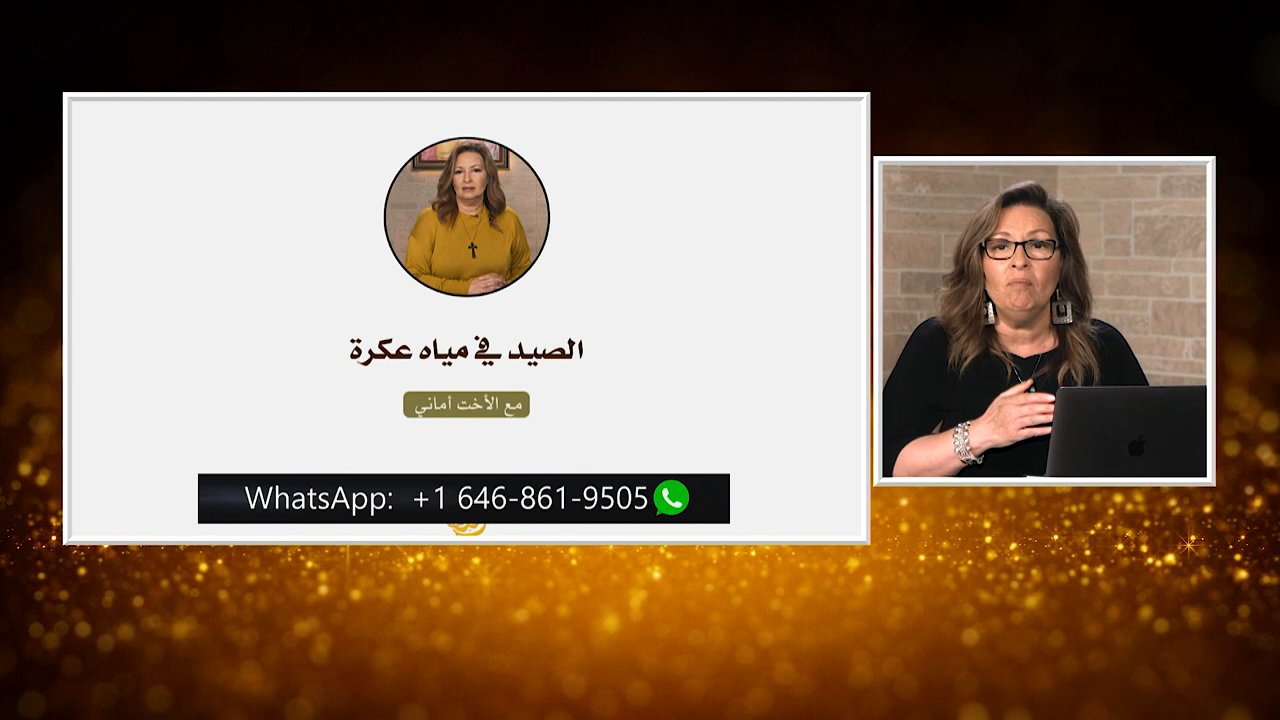 الصيد في مياه عكرة
مع الأخت أماني
WhatsApp: +1 646-861-9505